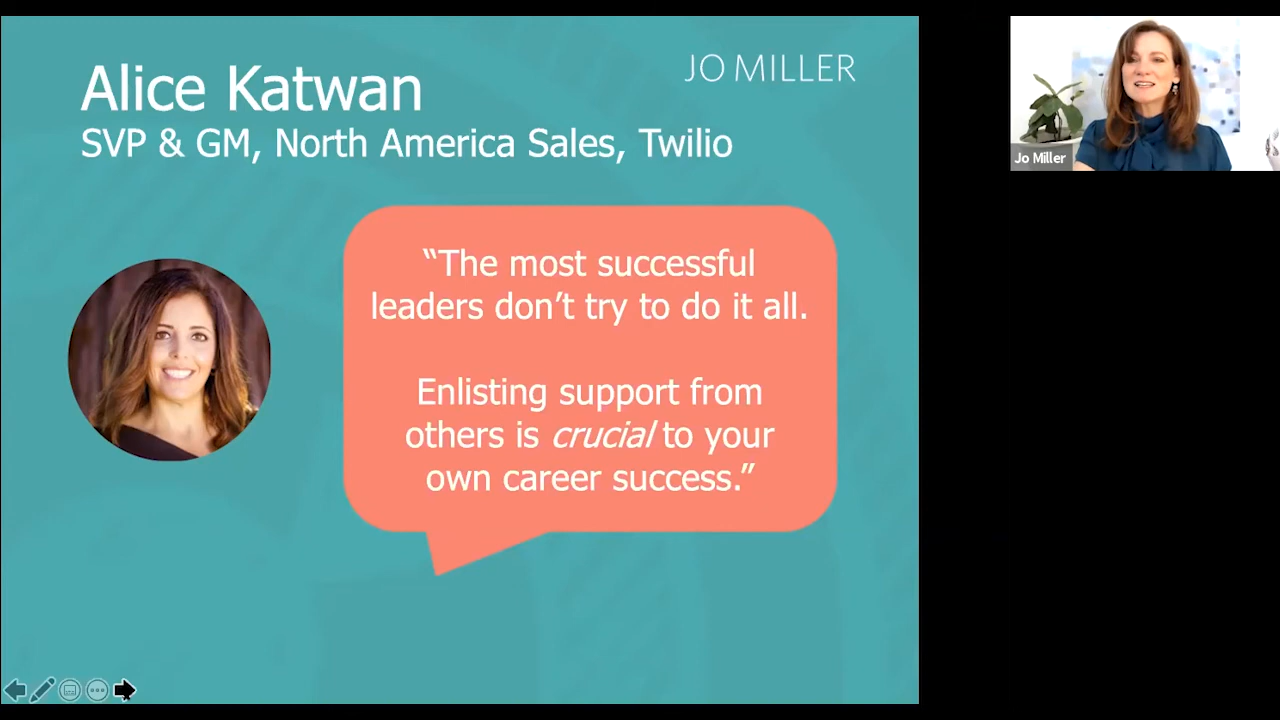 Alice Katwan
JO MILLER
SVP & GM, North America Sales, Twilio
“The most successful
leaders don’t try to do it all.
Enlisting support from
others is crucial to your
own career success.”
Jo Miller